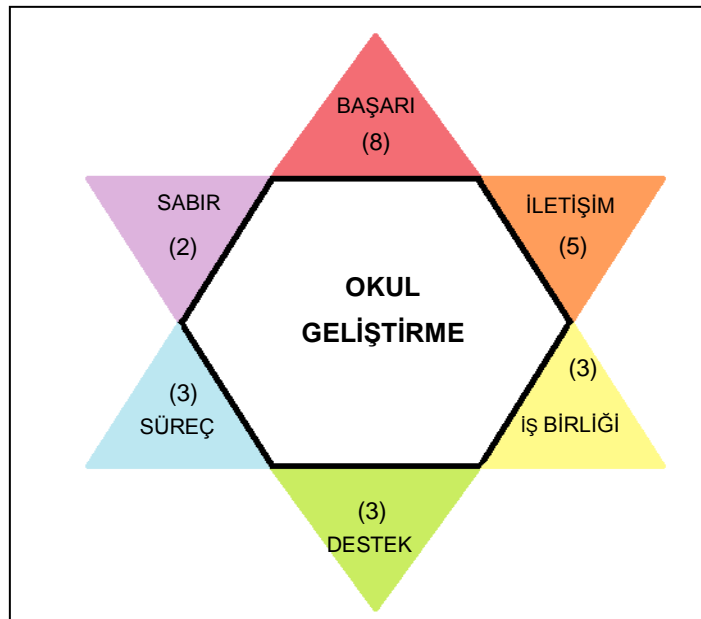 BAŞARI
(8)
SABIR
(2)
İLETİŞİM
(5)
OKUL
GELİŞTİRME
(3)
SÜREÇ
(3)
İŞ BİRLİĞİ
(3)
DESTEK